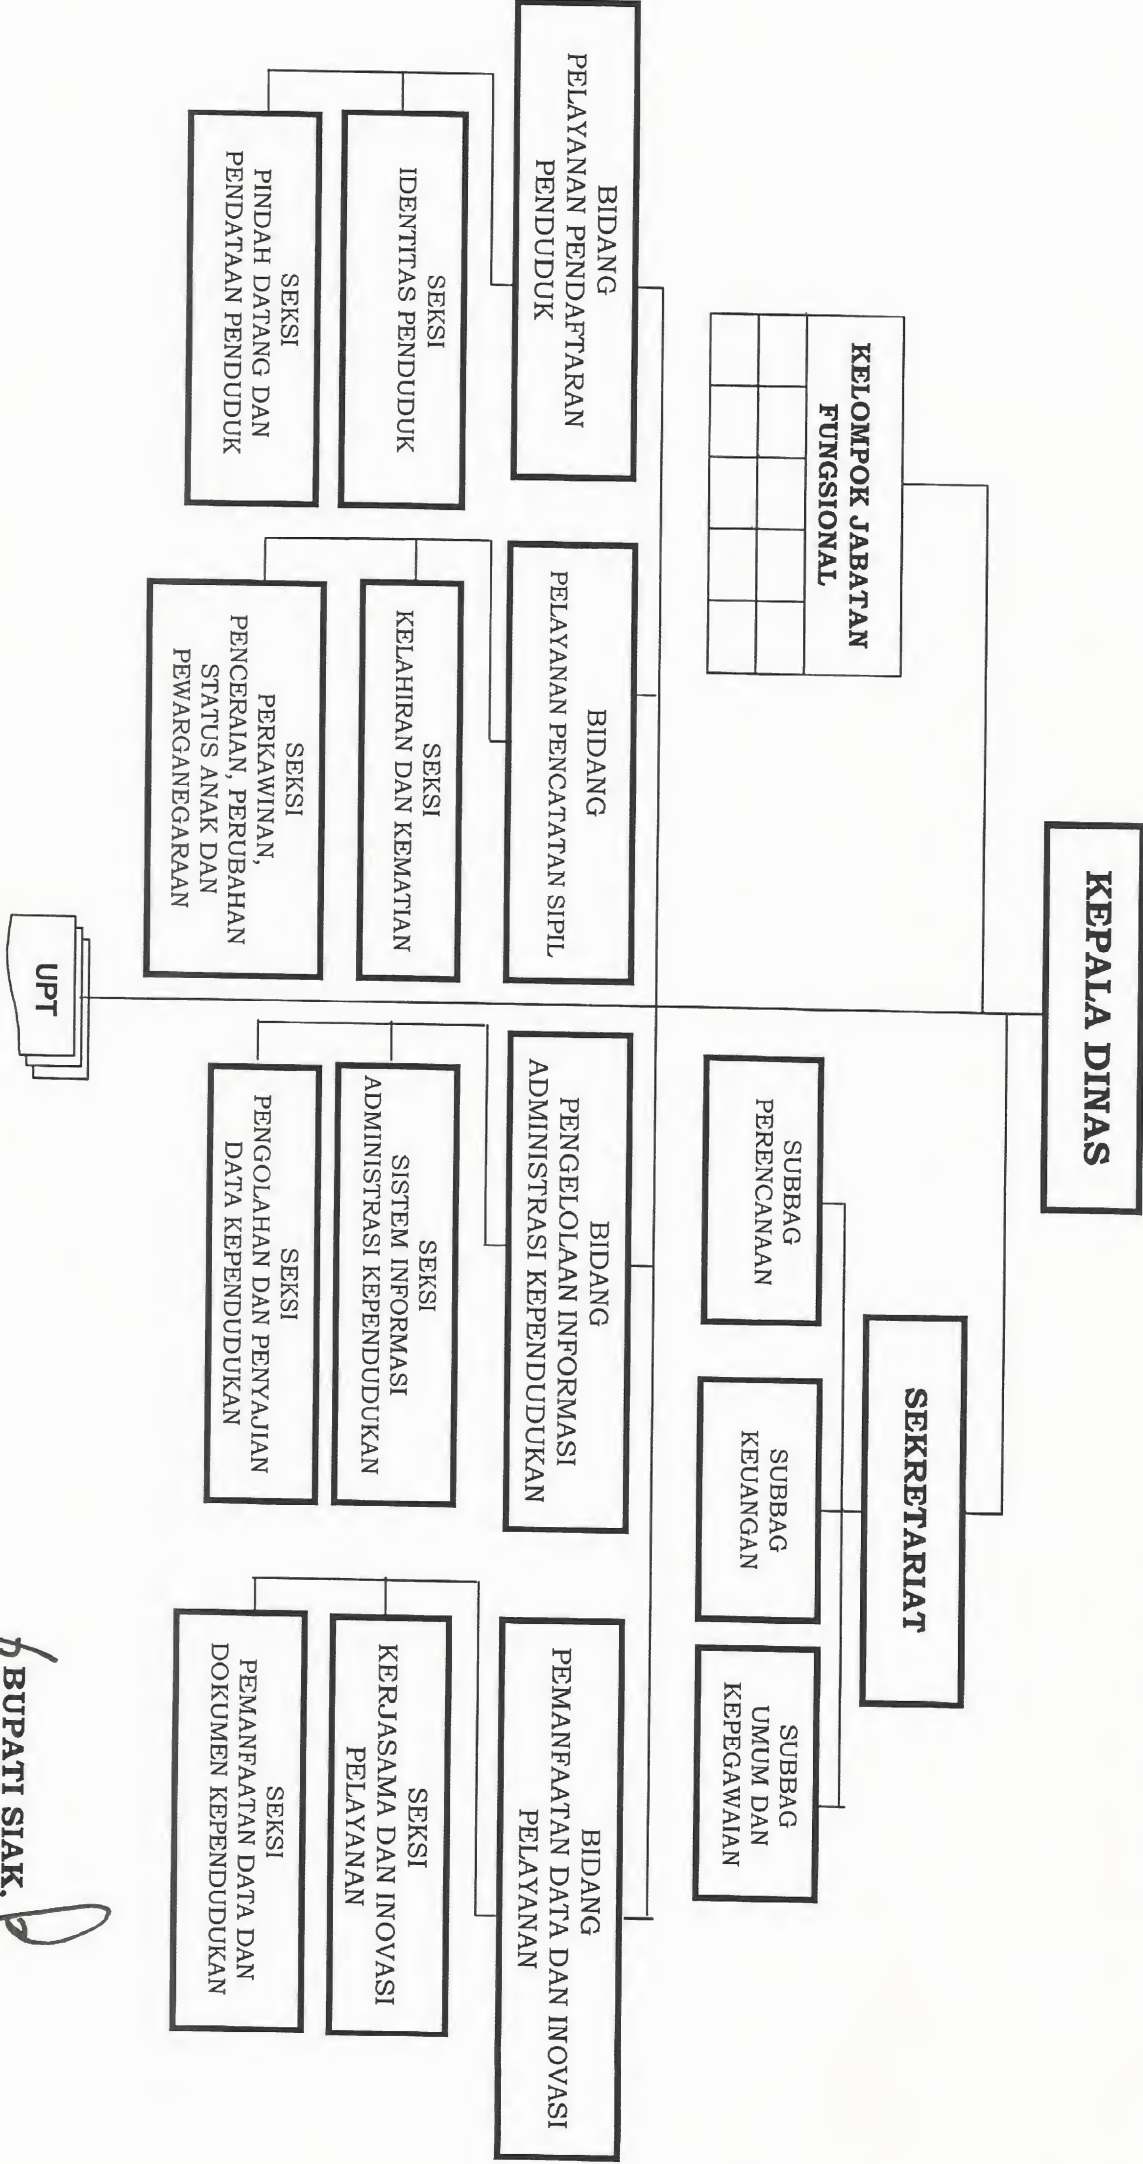 KEPALA DINAS
KELOMPOK JABATAN
FUNGSIONAL
SEKRETARIAT
SUBBAG
PERENCANAAN
SUBBAG
KEUANGAN
SUBBAG
UMUM DAN
KEPEGAWAIAN
BIDANG
PELAYANAN PENDAFTARAN
PENDUDUK
BIDANG
PELAYANAN PENCATATAN SIPIL
BIDANG
PENGELOLAAN INFORMASI
ADMINISTRASI KEPENDUDUKAN
BIDANG
PEMANFAATAN DATA DAN INOVASI
PELAYANAN
SEKSI
IDENTITAS PENDUDUK
SEKSI
KELAHIRAN DAN KEMATIAN
SEKSI
SISTEM INFORMASI
ADMINISTRASI KEPENDUDUKAN
SEKSI
KERJASAMA DAN INOVASI
PELAYANAN
SEKSI
PINDAH DATANG DAN
PENDATAAN PENDUDUK
SEKSI
PERKAWINAN,
PENCERAIAN, PERUBAHAN
STATUS ANAK DAN
PEWARGANEGARAAN
SEKSI
PENGOLAHAN DAN PENYAJIAN
DATA KEPENDUDUKAN
SEKSI
PEMANFAATAN DATA DAN
DOKUMEN KEPENDUDUKAN
UPT
BUPATI SIAK,